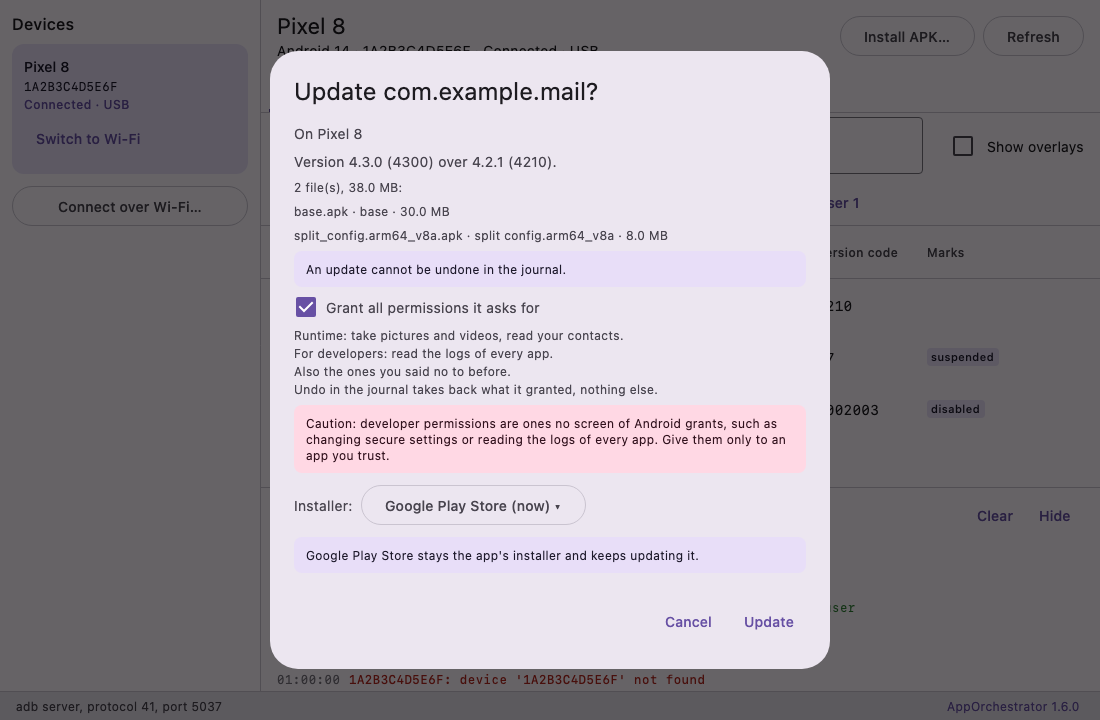 Devices
Pixel 8
1A2B3C4D5E6F
Connected · USB
Switch to Wi-Fi
Connect over Wi-Fi...
Pixel 8
Android 14 · 1A2B3C4D5E6F · Connected · USB
Install APK...
Refresh
Show overlays
ser 1
ersion code
Marks
210
7
suspended
002003
disabled
Clear
Hide
ser
01:00:00 1A2B3C4D5E6F: device '1A2B3C4D5E6F' not found
adb server, protocol 41, port 5037
AppOrchestrator 1.6.0
Update com.example.mail?
On Pixel 8
Version 4.3.0 (4300) over 4.2.1 (4210).
2 file(s), 38.0 MB:
base.apk · base · 30.0 MB
split_config.arm64_v8a.apk · split config.arm64_v8a · 8.0 MB
An update cannot be undone in the journal.
Grant all permissions it asks for
Runtime: take pictures and videos, read your contacts.
For developers: read the logs of every app.
Also the ones you said no to before.
Undo in the journal takes back what it granted, nothing else.
Caution: developer permissions are ones no screen of Android grants, such as
changing secure settings or reading the logs of every app. Give them only to an
app you trust.
Installer:
Google Play Store (now) ▾
Google Play Store stays the app's installer and keeps updating it.
Cancel
Update